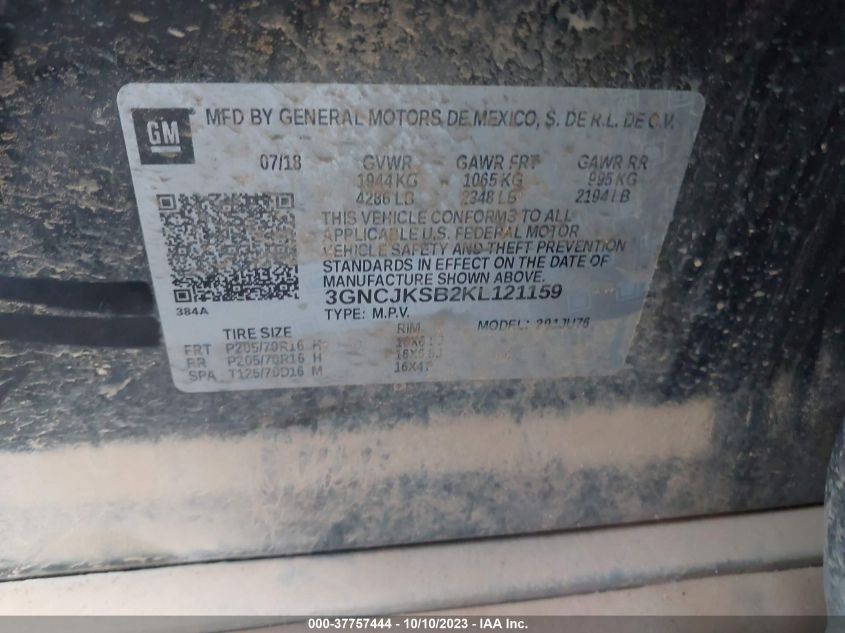 GM
MFD BY GENERAL MOTORS DE MEXICO, S. DE R.L. DE C.V.
07/18 GVWR GAWR FRT GAWR RR
1944 KG 1065 KG 995 KG
4286 LB 2348 LB 2194 LB
THIS VEHICLE CONFORMS TO ALL
APPLICABLE U.S. FEDERAL MOTOR
VEHICLE SAFETY AND THEFT PREVENTION
STANDARDS IN EFFECT ON THE DATE OF
MANUFACTURE SHOWN ABOVE.
3GNCJKSB2KL121159
384A
TYPE: M.P.V. MODEL:
TIRE SIZE RIM
FRT P205/70R16 H
RR P205/70R16 H
SPA T125/70D16 M
000-37757444 - 10/10/2023 - IAA Inc.